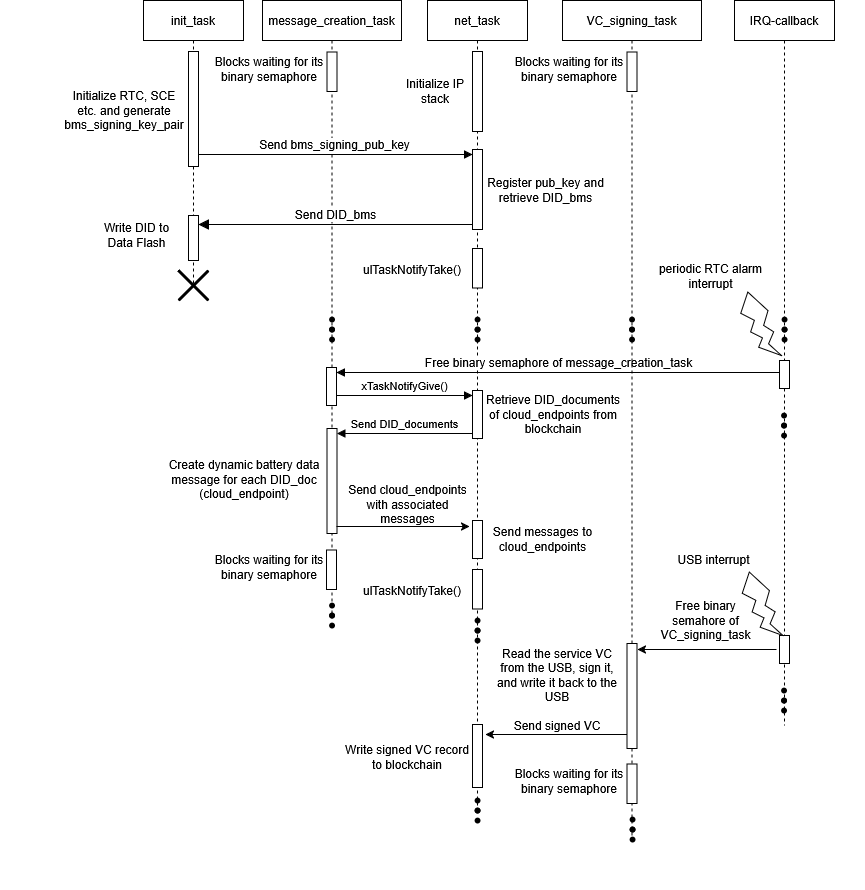 init_task
message_creation_task
net_task
VC_signing_task
IRQ-callback
Blocks waiting for its
binary semaphore
Blocks waiting for its
binary semaphore
Initialize IP
stack
Initialize RTC, SCE
etc. and generate
bms_signing_key_pair
Send bms_signing_pub_key
Register pub_key and
retrieve DID_bms
Send DID_bms
Write DID to
Data Flash
ulTaskNotifyTake()
periodic RTC alarm
interrupt
Free binary semaphore of message_creation_task
xTaskNotifyGive()
Retrieve DID_documents
of cloud_endpoints from
blockchain
Send DID_documents
Create dynamic battery data
message for each DID_doc
(cloud_endpoint)
Send cloud_endpoints
with associated
messages
Send messages to
cloud_endpoints
Blocks waiting for its
binary semaphore
ulTaskNotifyTake()
USB interrupt
Free binary
semahore of
VC_signing_task
Read the service VC
from the USB, sign it,
and write it back to the
USB
Send signed VC
Write signed VC record
to blockchain
Blocks waiting for its
binary semaphore